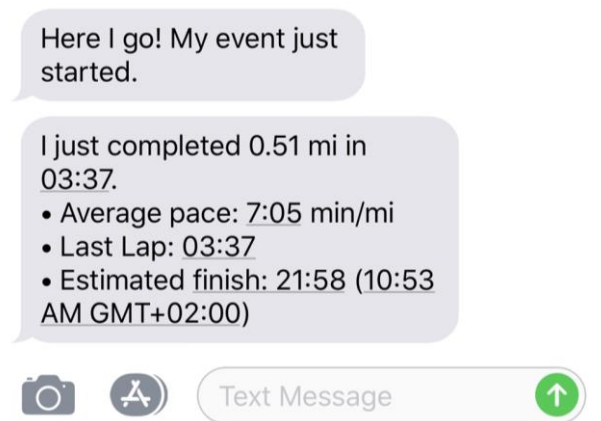 Here I go! My event just
started.
I just completed 0.51 mi in
03:37.
• Average pace: 7:05 min/mi
• Last Lap: 03:37
• Estimated finish: 21:58 (10:53
AM GMT+02:00)
Text Message